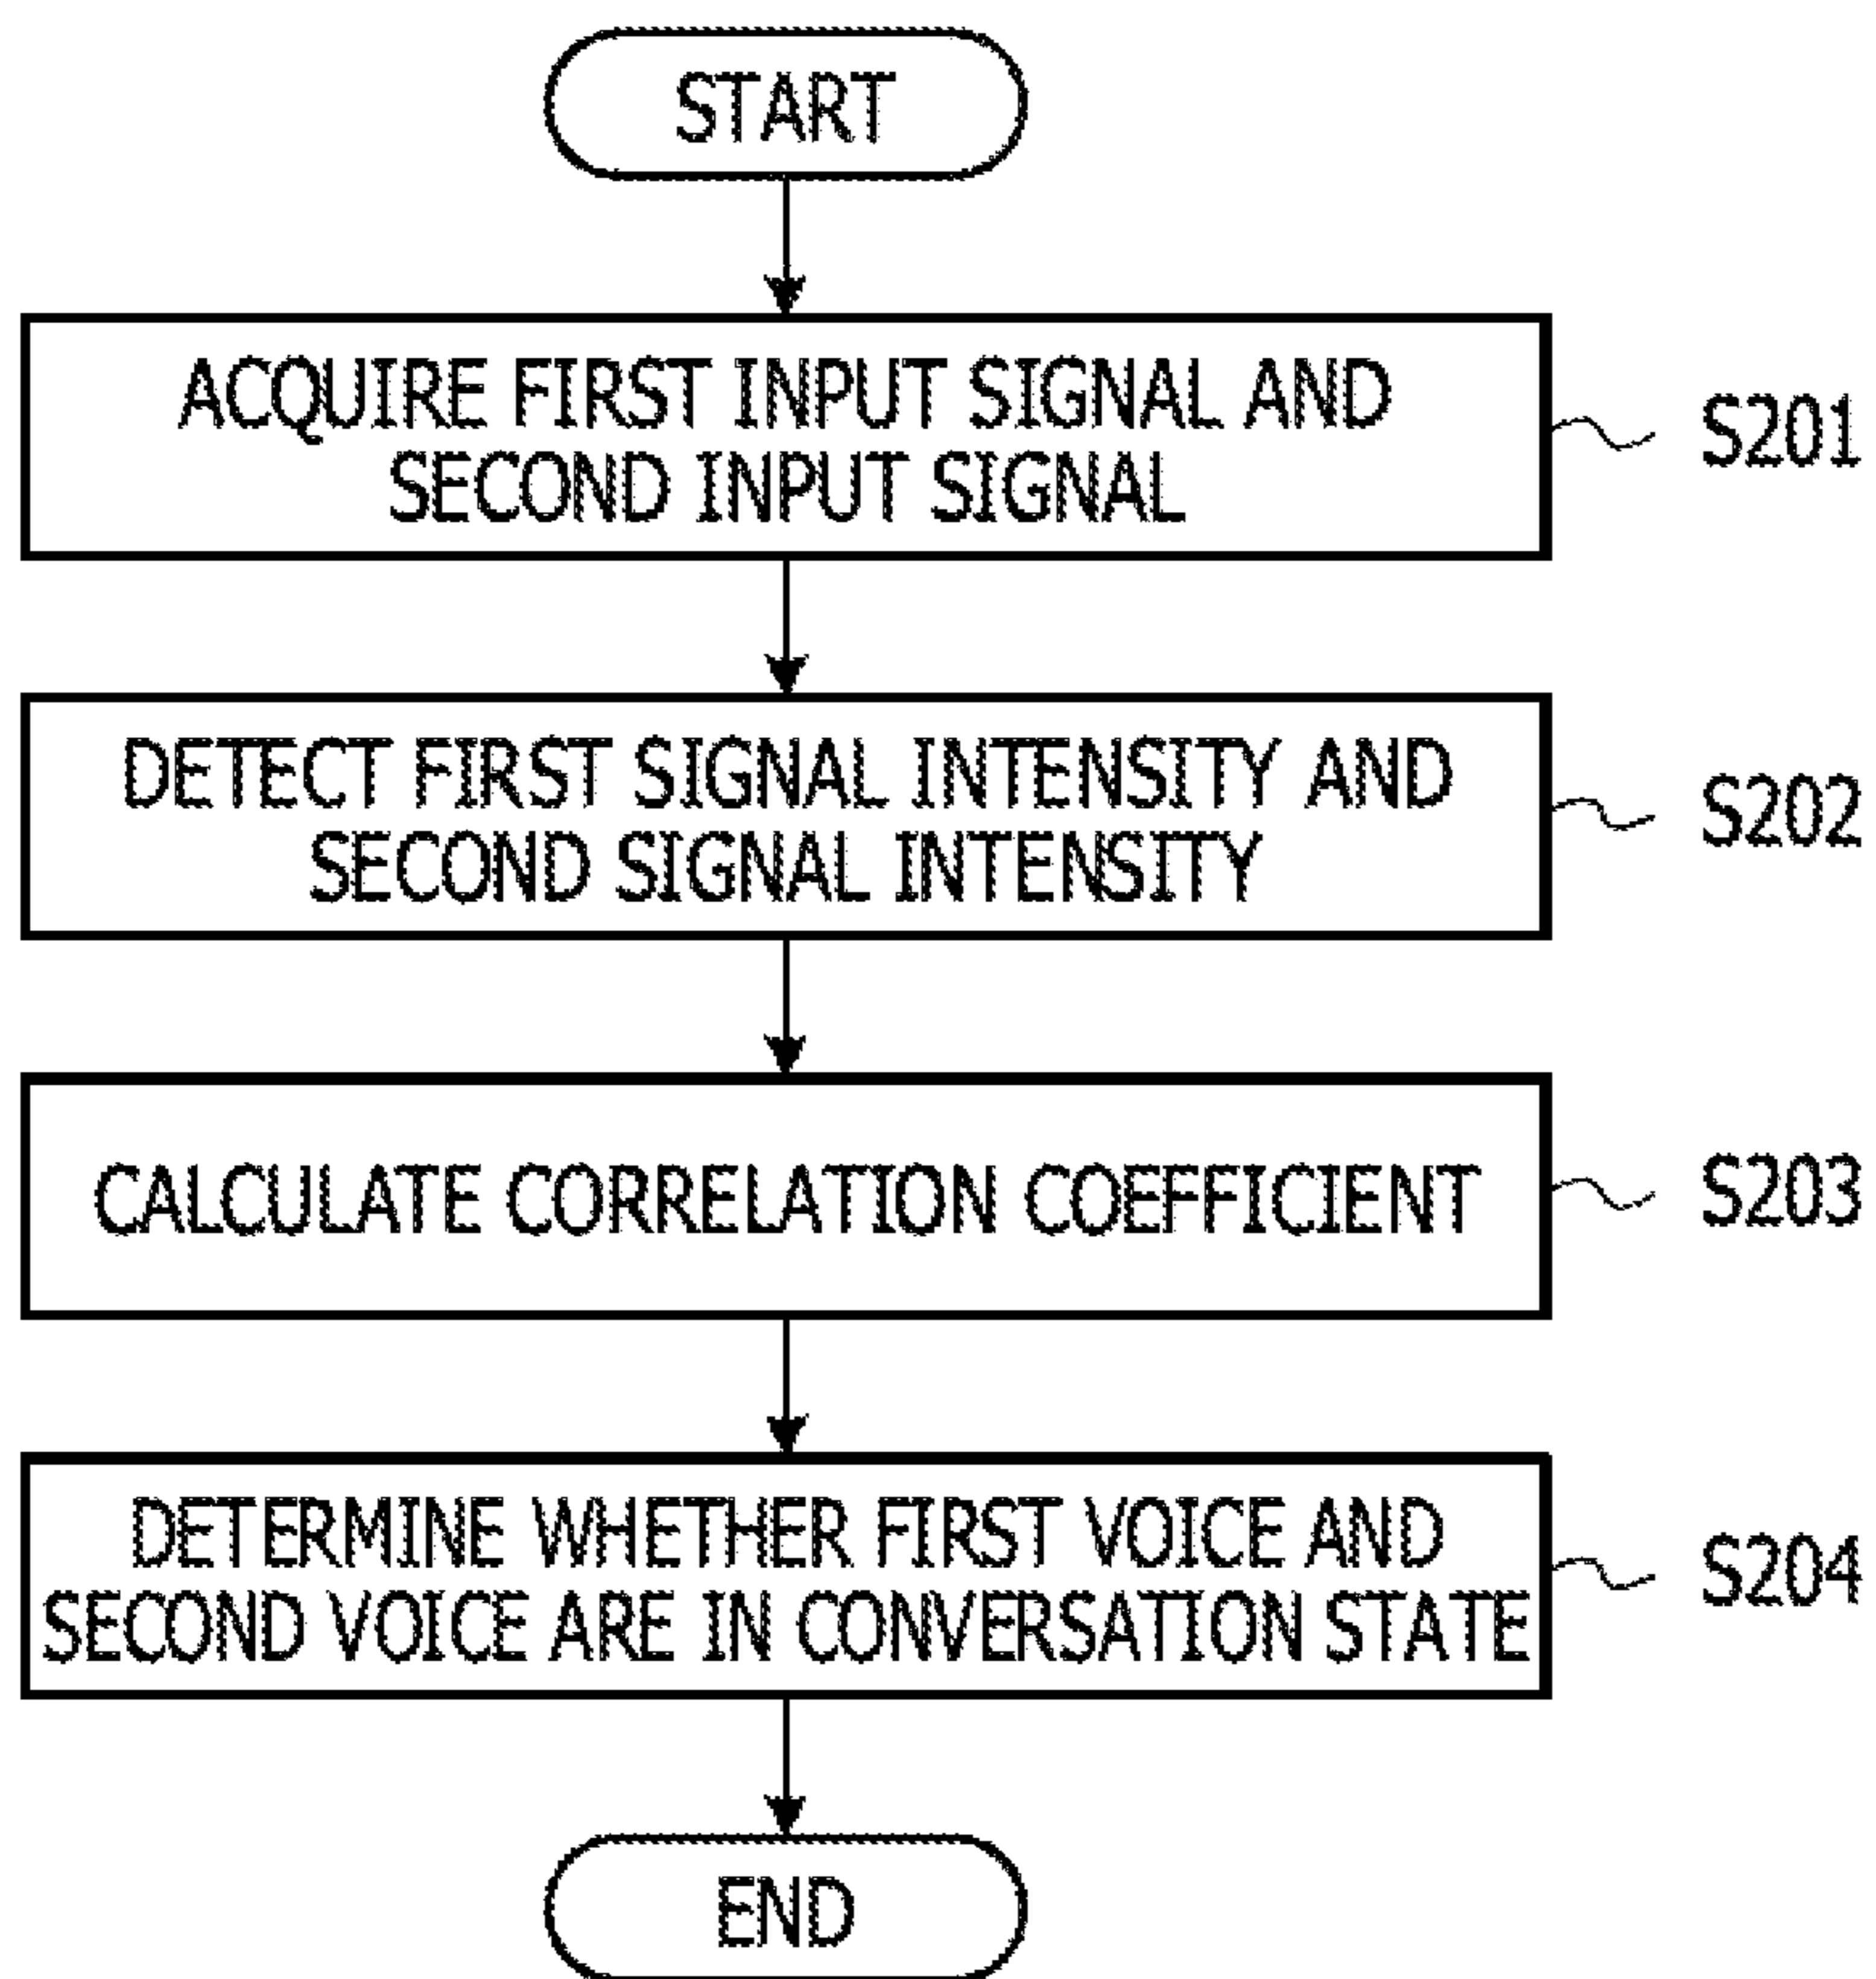 START
ACQUIRE FIRST INPUT SIGNAL AND
SECOND INPUT SIGNAL
S201
DETECT FIRST SIGNAL INTENSITY AND
SECOND SIGNAL INTENSITY
S202
CALCULATE CORRELATION COEFFICIENT
S203
DETERMINE WHETHER FIRST VOICE AND
SECOND VOICE ARE IN CONVERSATION STATE
S204
END